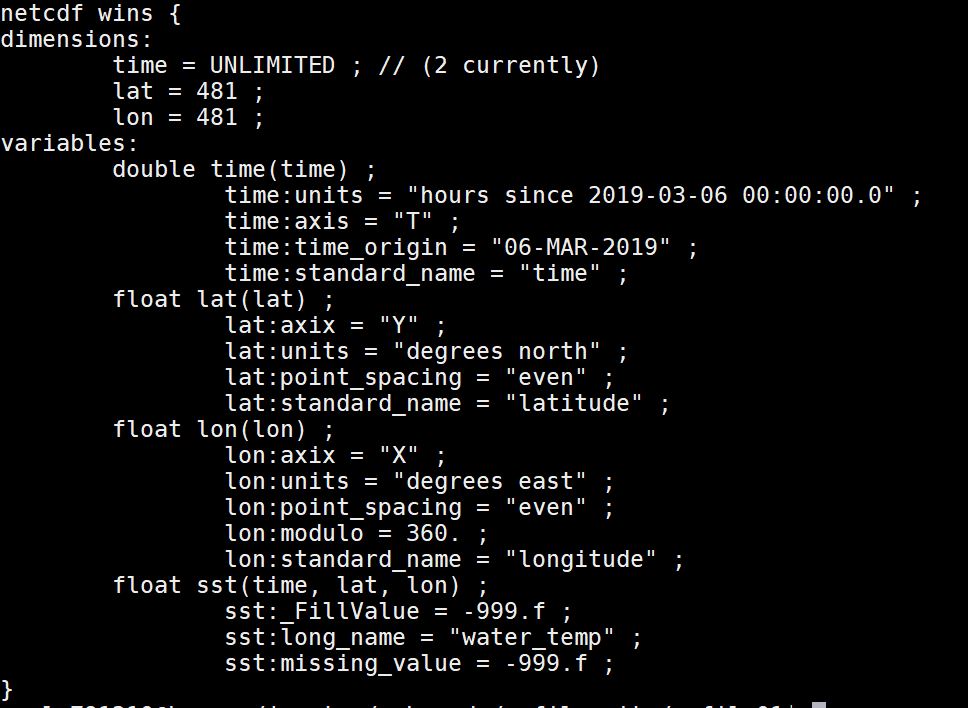 netcdf wins {
dimensions:
time = UNLIMITED ; // (2 currently)
lat = 481 ;
lon = 481 ;
variables:
double time(time) ;
time:units = "hours since 2019-03-06 00:00:00.0" ;
time:axis = "T" ;
time:time_origin = "06-MAR-2019" ;
time:standard_name = "time" ;
float lat(lat) ;
lat:axix = "Y" ;
lat:units = "degrees north" ;
lat:point_spacing = "even" ;
lat:standard_name = "latitude" ;
float lon(lon) ;
lon:axix = "X" ;
lon:units = "degrees east" ;
lon:point_spacing = "even" ;
lon:modulo = 360. ;
lon:standard_name = "longitude" ;
float sst(time, lat, lon) ;
sst:_FillValue = -999.f ;
sst:long_name = "water_temp" ;
sst:missing_value = -999.f ;
}